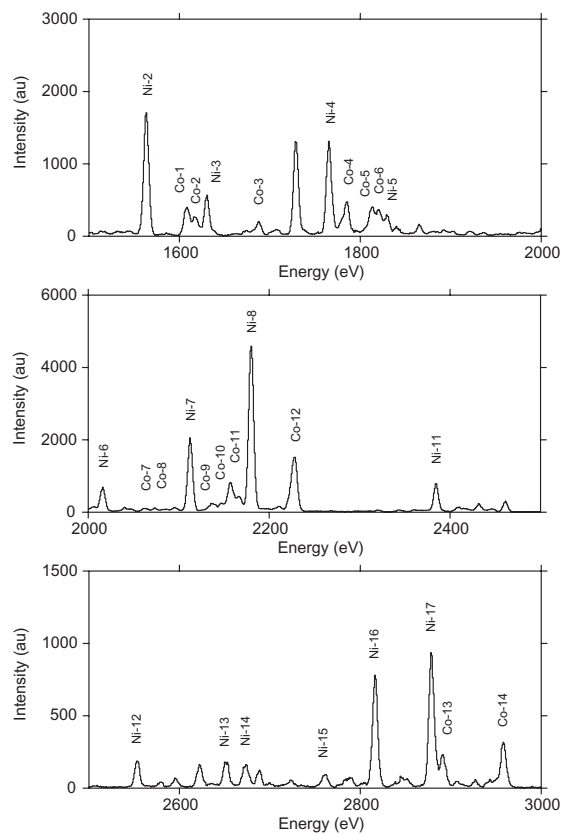 3000
2000
1000
0
Intensity (au)
Ni-2
Co-1
Co-2
Ni-3
Co-3
Ni-4
Co-4
Co-5
Co-6
Ni-5
1600
1800
2000
Energy (eV)
6000
4000
2000
0
Intensity (au)
Ni-6
Co-7
Co-8
Ni-7
Co-9
Co-10
Co-11
Ni-8
Co-12
Ni-11
2000
2200
2400
Energy (eV)
1500
1000
500
0
Intensity (au)
Ni-12
Ni-13
Ni-14
Ni-15
Ni-16
Ni-17
Co-13
Co-14
2600
2800
3000
Energy (eV)